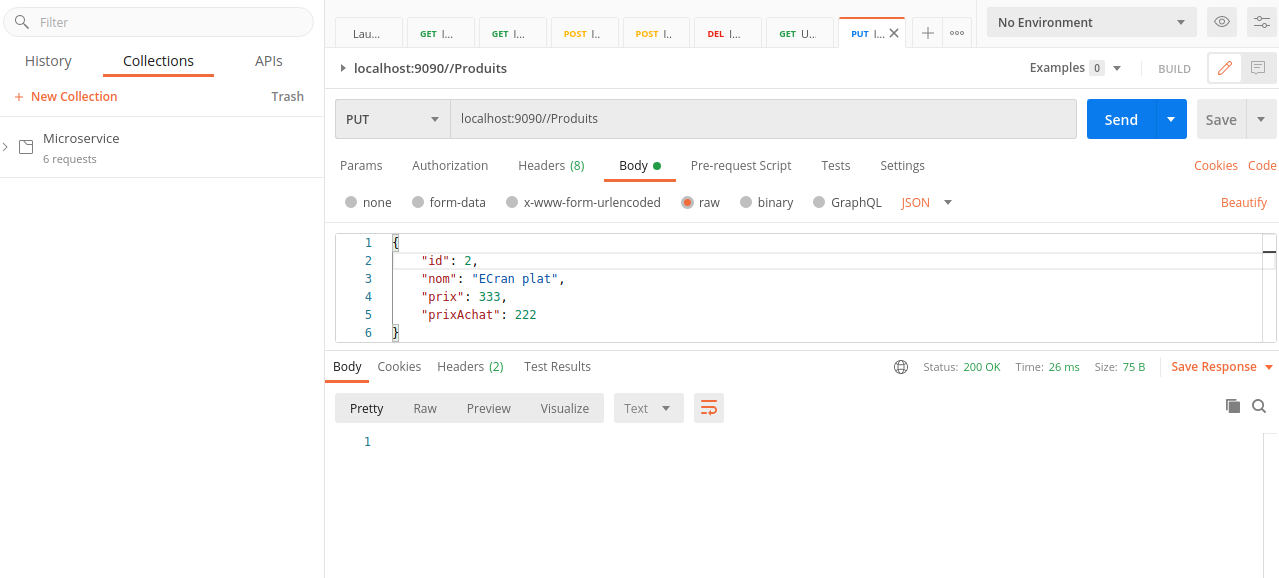 Filter
History Collections APIs
+ New Collection Trash
Microservice
6 requests
Lau... GET l... GET l... POST l.. POST l.. DEL l... GET U... PUT l... No Environment
localhost:9090//Produits Examples 0 BUILD
PUT localhost:9090//Produits Send Save
Params Authorization Headers (8) Body Pre-request Script Tests Settings Cookies Code
none form-data x-www-form-urlencoded raw binary GraphQL JSON Beautify
1 {
2 "id": 2,
3 "nom": "ECran plat",
4 "prix": 333,
5 "prixAchat": 222
6 }
Body Cookies Headers (2) Test Results Status: 200 OK Time: 26 ms Size: 75 B Save Response
Pretty Raw Preview Visualize Text
1